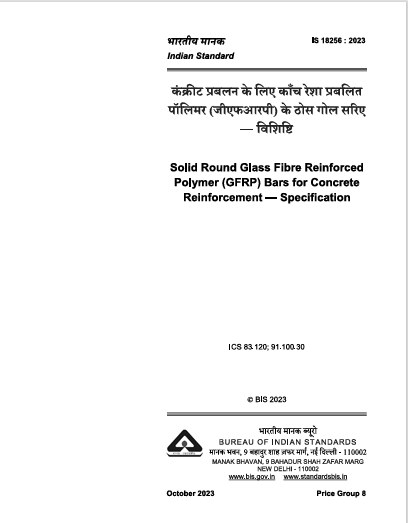 भारतीय मानक
IS 18256 : 2023
Indian Standard
कंक्रीट प्रबलन के लिए काँच रेशा प्रबलित
पॉलिमर (जीएफआरपी) के ठोस गोल सरिए
— विशिष्टि
Solid Round Glass Fibre Reinforced
Polymer (GFRP) Bars for Concrete
Reinforcement — Specification
ICS 83.120; 91.100.30
© BIS 2023
भारतीय मानक ब्यूरो
BUREAU OF INDIAN STANDARDS
मानक भवन, 9 बहादुर शाह ज़फर मार्ग, नई दिल्ली - 110002
MANAK BHAVAN, 9 BAHADUR SHAH ZAFAR MARG
NEW DELHI - 110002
www.bis.gov.in www.standardsbis.in
October 2023
Price Group 8